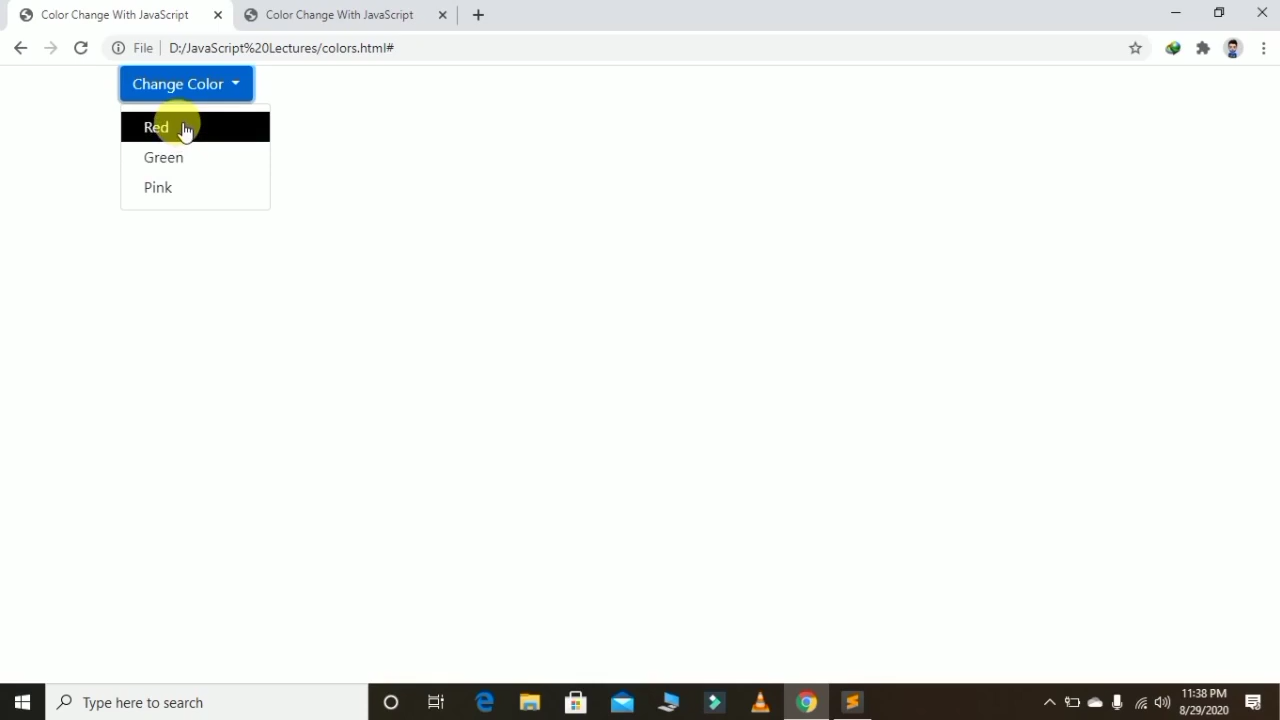 Color Change With JavaScript
Color Change With JavaScript
File
D:/JavaScript%20Lectures/colors.html#
Change Color
Red
Green
Pink
Type here to search
11:38 PM
8/29/2020